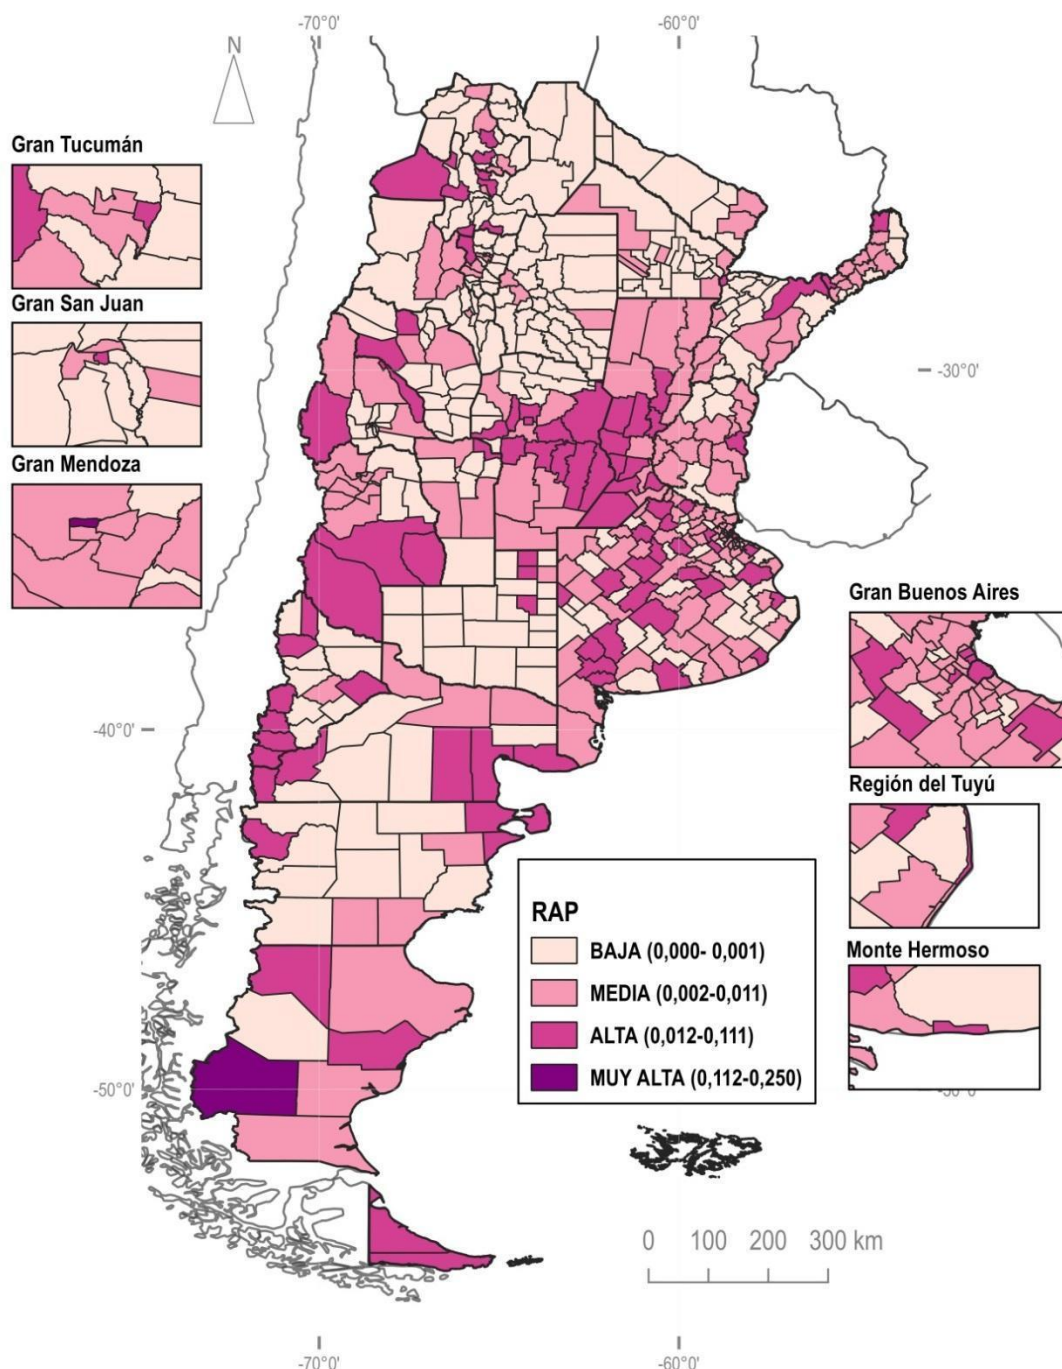 -70°0'
-60°0'
N
Gran Tucumán
Gran San Juan
-30°0'
Gran Mendoza
Gran Buenos Aires
-40°0'
Región del Tuyú
RAP
BAJA (0,000- 0,001)
MEDIA (0,002-0,011)
ALTA (0,012-0,111)
MUY ALTA (0,112-0,250)
Monte Hermoso
-50°0'
0 100 200 300 km
-70°0'
-60°0'